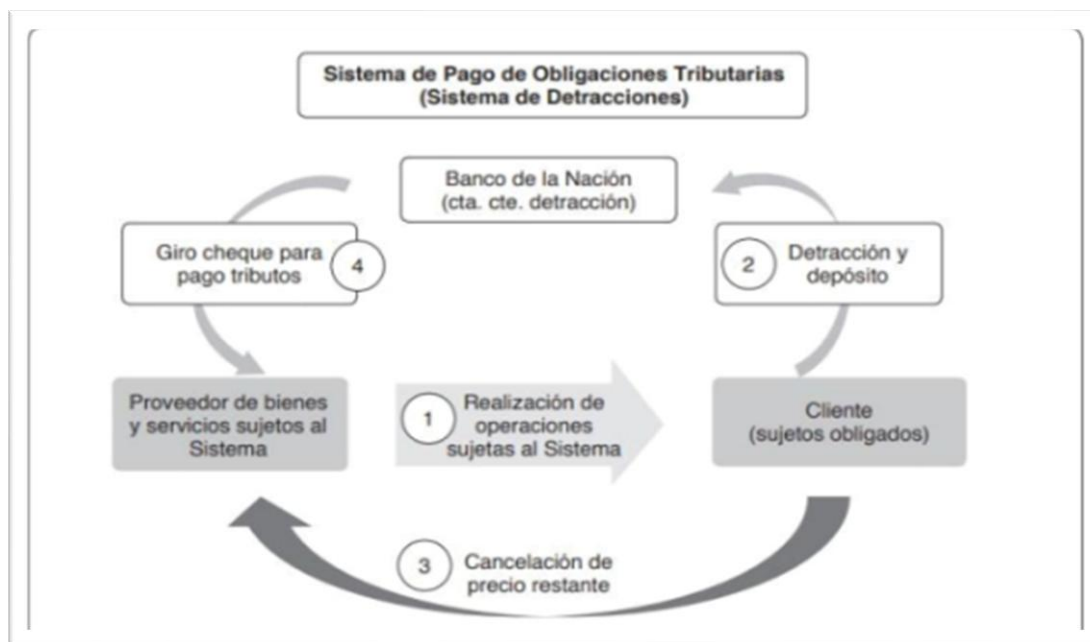 Sistema de Pago de Obligaciones Tributarias
(Sistema de Detracciones)
Banco de la Nación
(cta. cte. detracción)
Giro cheque para
pago tributos
4
2
Detracción y
depósito
Proveedor de bienes
y servicios sujetos al
Sistema
1
Realización de
operaciones
sujetas al Sistema
Cliente
(sujetos obligados)
3
Cancelación de
precio restante